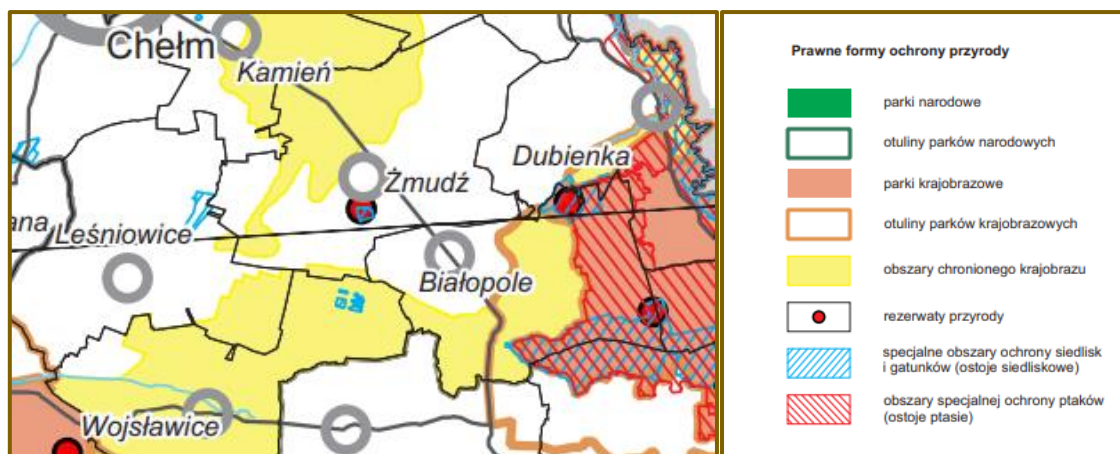 Chełm
Kamień
Dubienka
Żmudź
ana
Leśniowice
Białopole
Wojsławice
Prawne formy ochrony przyrody
parki narodowe
otuliny parków narodowych
parki krajobrazowe
otuliny parków krajobrazowych
obszary chronionego krajobrazu
rezerwaty przyrody
specjalne obszary ochrony siedlisk
i gatunków (ostoje siedliskowe)
obszary specjalnej ochrony ptaków
(ostoje ptasie)